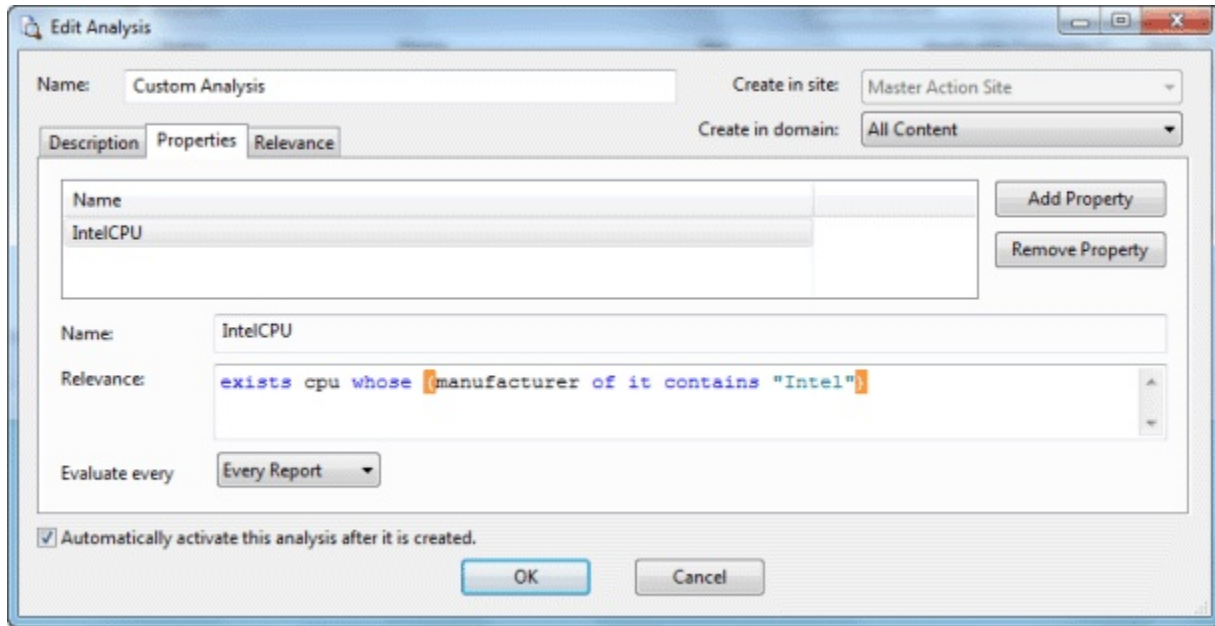 Edit Analysis
Name: Custom Analysis Create in site: Master Action Site
Create in domain: All Content
Description Properties Relevance
Name
IntelCPU
Add Property
Remove Property
Name: IntelCPU
Relevance: exists cpu whose (manufacturer of it contains "Intel")
Evaluate every Every Report
Automatically activate this analysis after it is created.
OK Cancel